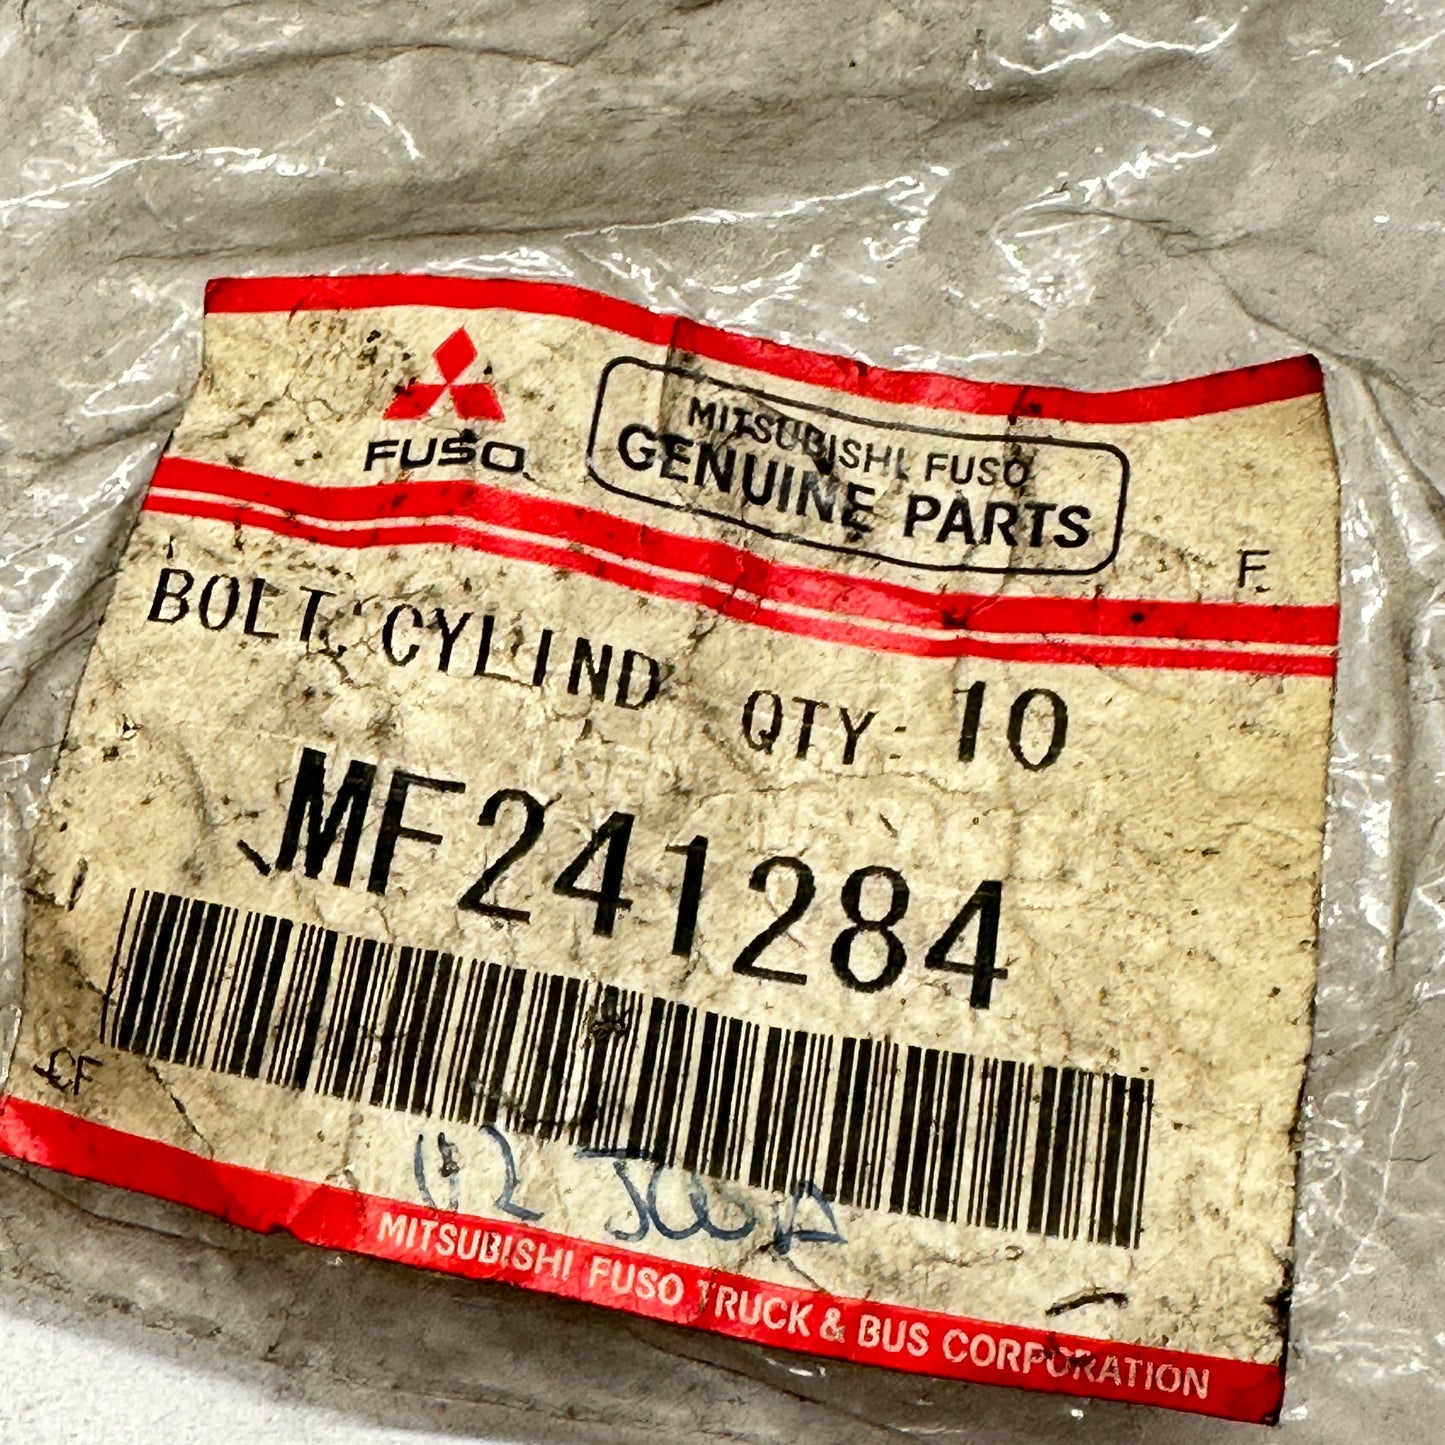 FUSO
MITSUBISHI FUSO
GENUINE PARTS
F
BOLT, CYLIND QTY 10
MF241284
CF
MITSUBISHI FUSO TRUCK & BUS CORPORATION